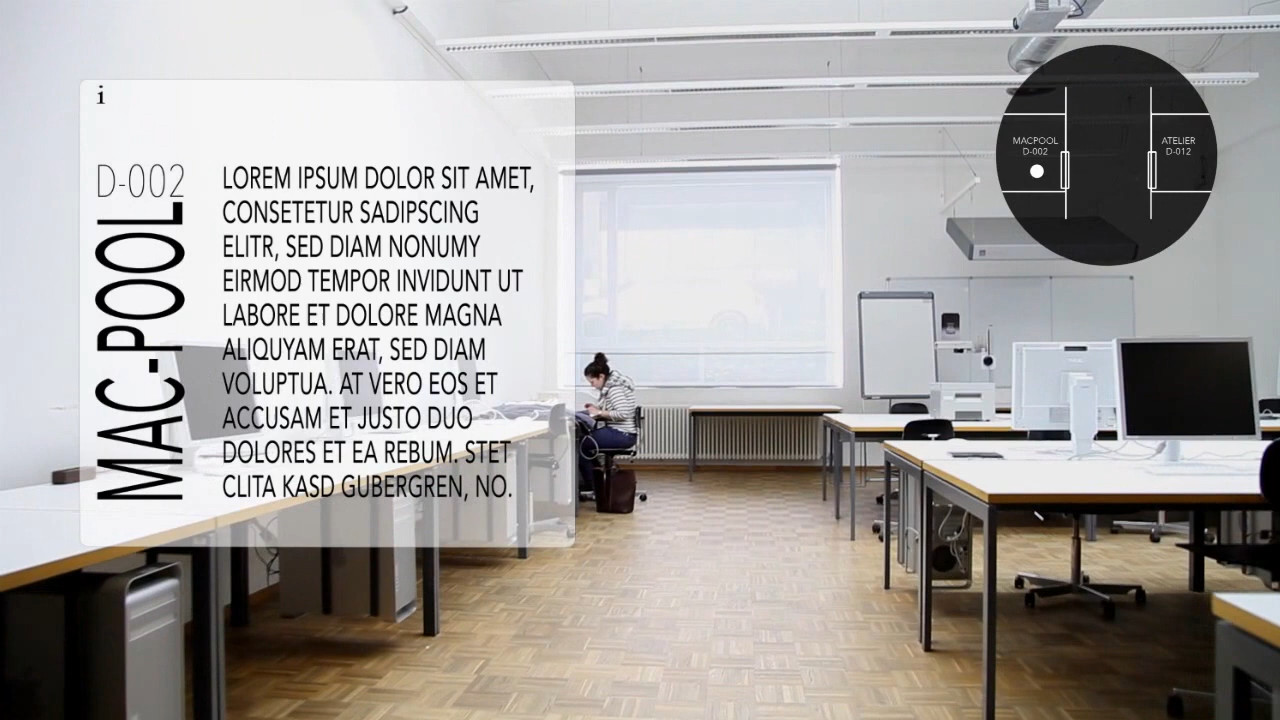 i
D-002
MAC-POOL
LOREM IPSUM DOLOR SIT AMET,
CONSETETUR SADIPSCING
ELITR, SED DIAM NONUMY
EIRMOD TEMPOR INVIDUNT UT
LABORE ET DOLORE MAGNA
ALIQUYAM ERAT, SED DIAM
VOLUPTUA. AT VERO EOS ET
ACCUSAM ET JUSTO DUO
DOLORES ET EA REBUM. STET
CLITA KASD GUBERGREN, NO.
MACPOOL
D-002
ATELIER
D-012